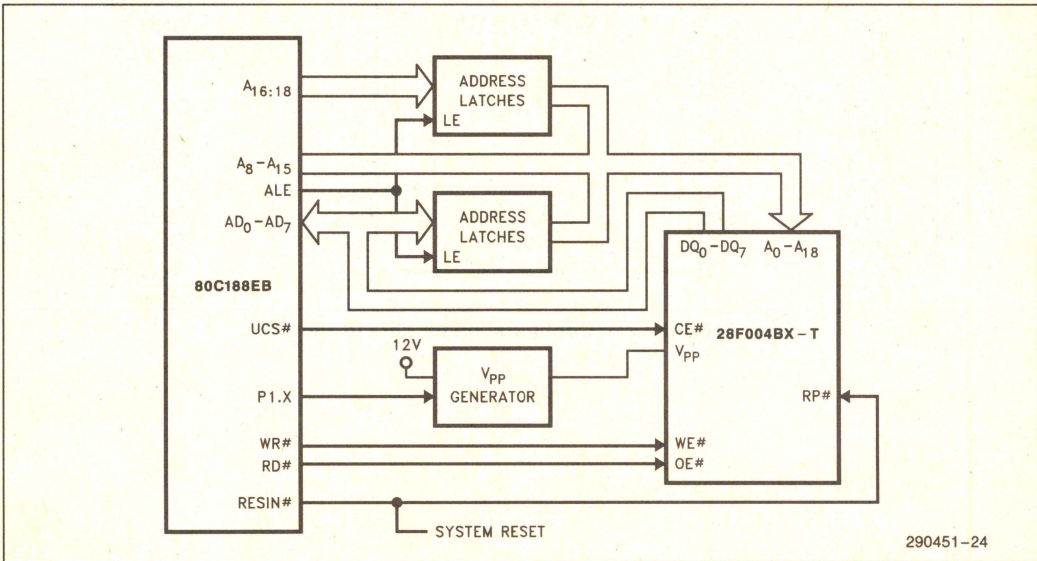 A16:18
ADDRESS
LATCHES
LE
A8–A15
ALE
AD0–AD7
ADDRESS
LATCHES
LE
DQ0–DQ7 A0–A18
80C188EB
UCS#
CE#
28F004BX–T
12V
VPP
GENERATOR
VPP
P1.X
RP#
WR#
WE#
RD#
OE#
RESIN#
SYSTEM RESET
290451–24